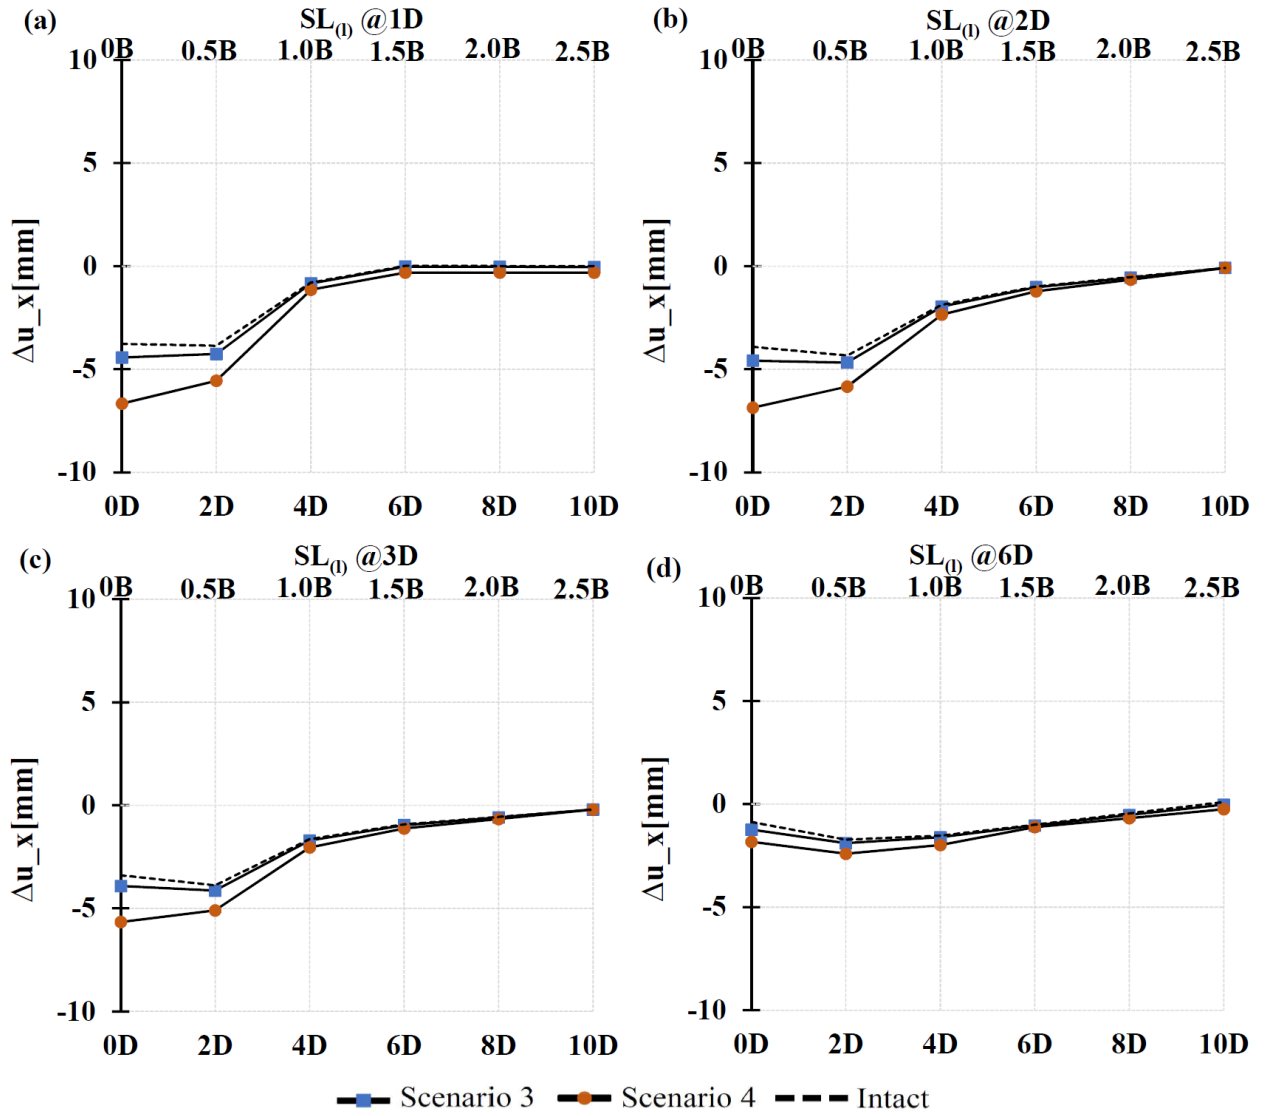 (a) SL(l) @1D
0B 0.5B 1.0B 1.5B 2.0B 2.5B
10
5
0
-5
-10
Δu_x[mm]
0D 2D 4D 6D 8D 10D
(b) SL(l) @2D
0B 0.5B 1.0B 1.5B 2.0B 2.5B
10
5
0
-5
-10
Δu_x[mm]
0D 2D 4D 6D 8D 10D
(c) SL(l) @3D
0B 0.5B 1.0B 1.5B 2.0B 2.5B
10
5
0
-5
-10
Δu_x[mm]
0D 2D 4D 6D 8D 10D
(d) SL(l) @6D
0B 0.5B 1.0B 1.5B 2.0B 2.5B
10
5
0
-5
-10
Δu_x[mm]
0D 2D 4D 6D 8D 10D
Scenario 3 Scenario 4 Intact